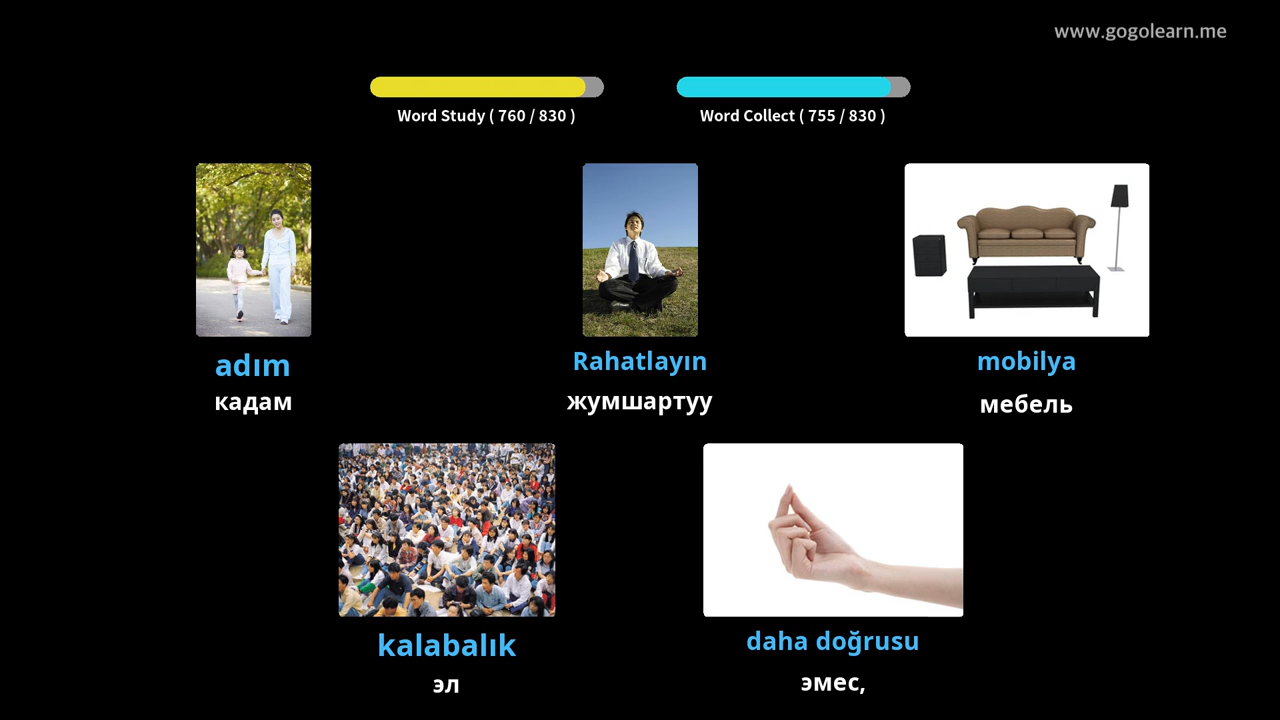 www.gogolearn.me
Word Study ( 760 / 830 )
Word Collect ( 755 / 830 )
adım
кадам
Rahatlayın
жумшартуу
mobilya
мебель
kalabalık
эл
daha doğrusu
эмес,